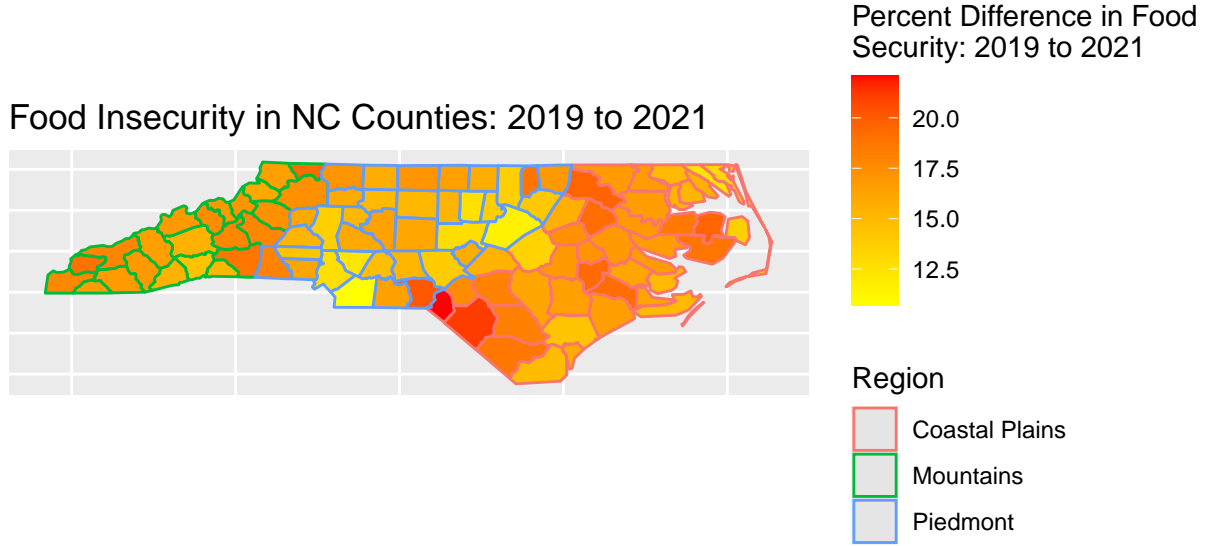 Percent Difference in Food
Security: 2019 to 2021
Food Insecurity in NC Counties: 2019 to 2021
20.0
17.5
15.0
12.5
Region
Coastal Plains
Mountains
Piedmont